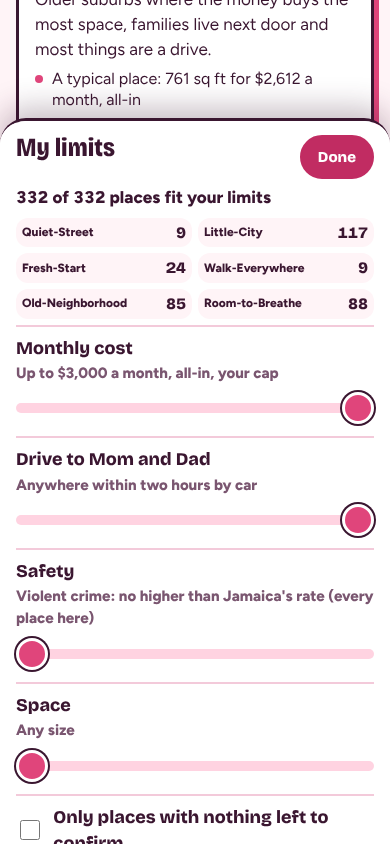 Older suburbs where the money buys the
most space, families live next door and
most things are a drive.
A typical place: 761 sq ft for $2,612 a
month, all-in
My limits
Done
332 of 332 places fit your limits
Quiet-Street 9
Little-City 117
Fresh-Start 24
Walk-Everywhere 9
Old-Neighborhood 85
Room-to-Breathe 88
Monthly cost
Up to $3,000 a month, all-in, your cap
Drive to Mom and Dad
Anywhere within two hours by car
Safety
Violent crime: no higher than Jamaica's rate (every
place here)
Space
Any size
Only places with nothing left to
confirm